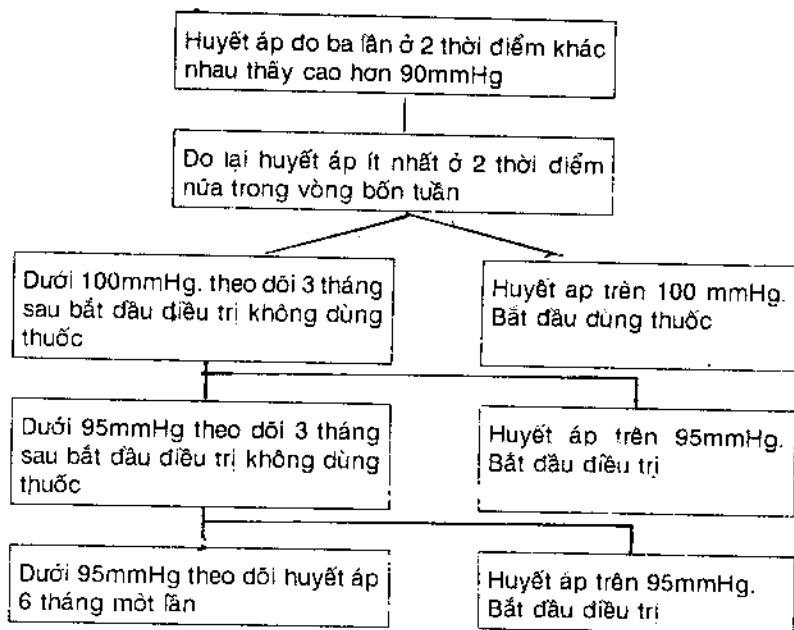 Huyết áp đo ba lần ở 2 thời điểm khác
nhau thấy cao hơn 90mmHg
Đo lại huyết áp ít nhất ở 2 thời điểm
nữa trong vòng bốn tuần
Dưới 100mmHg. theo dõi 3 tháng
sau bắt đầu điều trị không dùng
thuốc
Huyết ap trên 100 mmHg.
Bắt đầu dùng thuốc
Dưới 95mmHg theo dõi 3 tháng
sau bắt đầu điều trị không dùng
thuốc
Huyết áp trên 95mmHg.
Bắt đầu điều trị
Dưới 95mmHg theo dõi huyết áp
6 tháng một lần
Huyết áp trên 95mmHg.
Bắt đầu điều trị